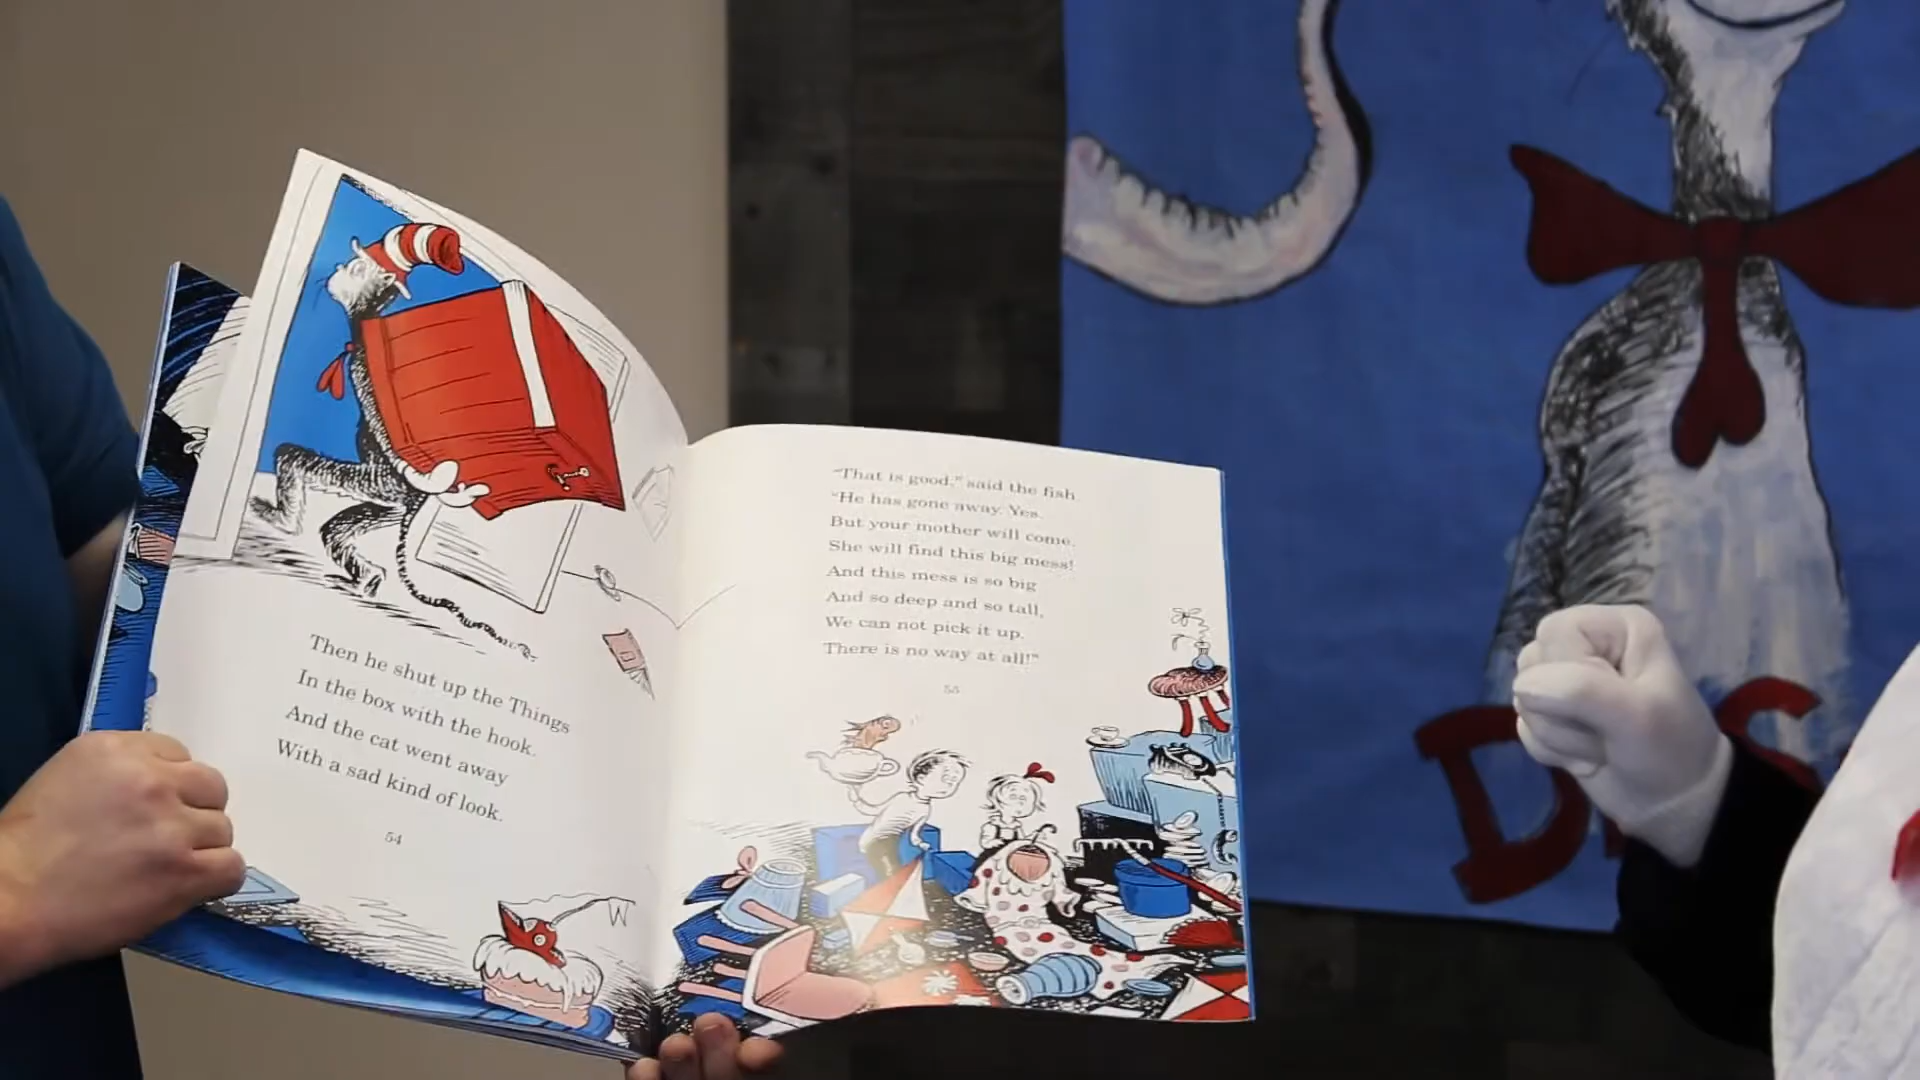 Then he shut up the Things
In the box with the hook.
And the cat went away
With a sad kind of look.
54
"That is good," said the fish.
"He has gone away. Yes.
But your mother will come.
She will find this big mess!
And this mess is so big
And so deep and so tall,
We can not pick it up.
There is no way at all!"
55